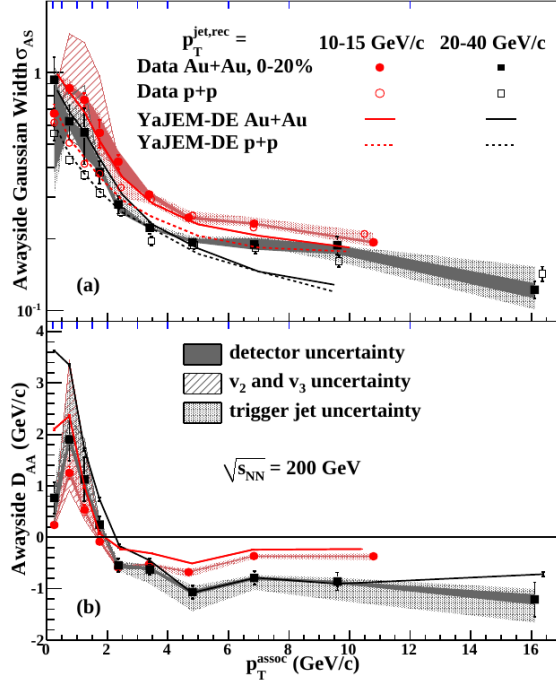 p_T^{jet,rec} = 10-15 GeV/c 20-40 GeV/c
Data Au+Au, 0-20%
Data p+p
YaJEM-DE Au+Au
YaJEM-DE p+p
Awayside Gaussian Width σ_AS
1
10^{-1}
(a)
detector uncertainty
v_2 and v_3 uncertainty
trigger jet uncertainty
√s_NN = 200 GeV
Awayside D_AA (GeV/c)
4
3
2
1
0
-1
-2
(b)
0 2 4 6 8 10 12 14 16
p_T^{assoc} (GeV/c)